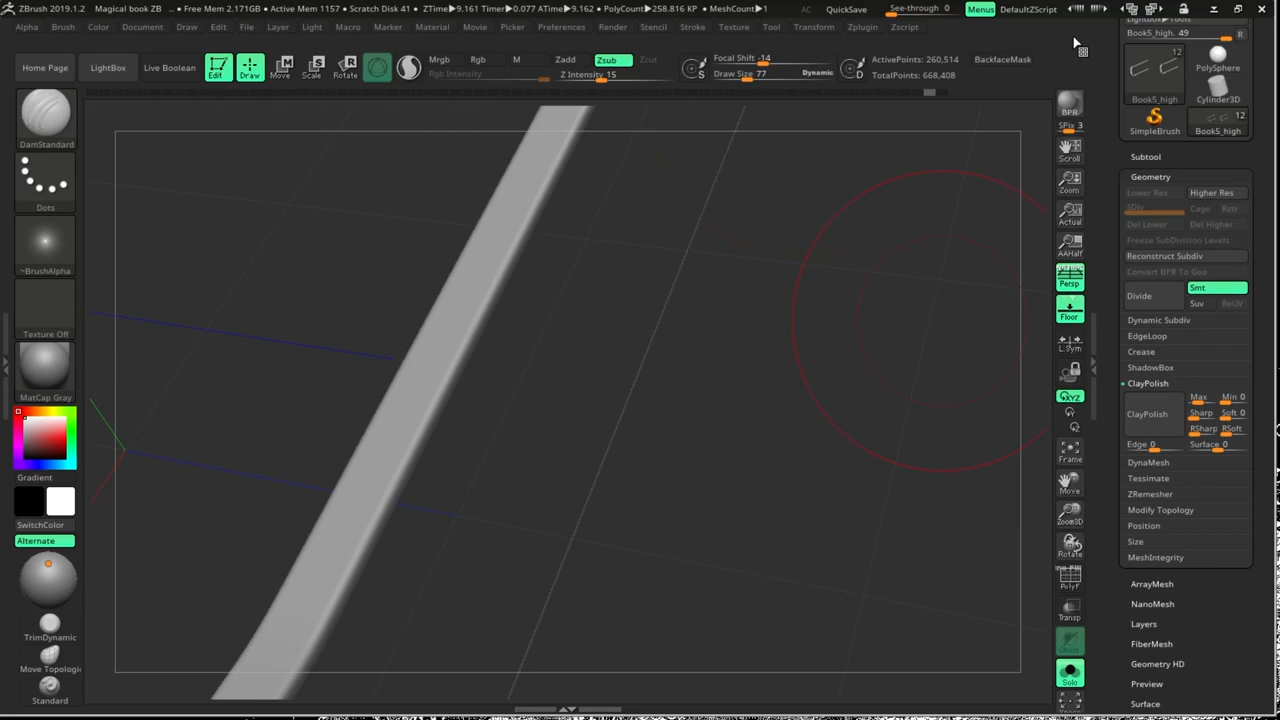 ZBrush 2019.1.2 Magical book ZB .. • Free Mem 2.171GB • Active Mem 1157 • Scratch Disk 41 • ZTime▸9.161 Timer▸0.077 ATime▸9.162 • PolyCount▸258.816 KP • MeshCount▸1 AC QuickSave See-through 0 Menus DefaultZScript
Alpha Brush Color Document Draw Edit File Layer Light Macro Marker Material Movie Picker Preferences Render Stencil Stroke Texture Tool Transform Zplugin Zscript
Home Page
LightBox
Live Boolean
Edit
Draw
Move
Scale
Rotate
Mrgb Rgb M Zadd Zsub Zcut
Rgb Intensity Z Intensity 15
Focal Shift -14
Draw Size 77 Dynamic
S
D
ActivePoints: 260,514
TotalPoints: 668,408
BackfaceMask
DamStandard
Dots
~BrushAlpha
Texture Off
MatCap Gray
Gradient
SwitchColor
Alternate
TrimDynamic
Move Topologic
Standard
BPR
SPix 3
Scroll
Zoom
Actual
AAHalf
Persp
Floor
L.Sym
XYZ
Frame
Move
Zoom3D
Rotate
PolyF
Transp
Ghost
Solo
Lightbox▸Tools
Book5_high. 49 R
12
Book5_high
PolySphere
Cylinder3D
SimpleBrush
12
Book5_high
Subtool
Geometry
Lower Res Higher Res
SDiv Cage Rstr
Del Lower Del Higher
Freeze SubDivision Levels
Reconstruct Subdiv
Convert BPR To Geo
Divide
Smt
Suv ReUV
Dynamic Subdiv
EdgeLoop
Crease
ShadowBox
ClayPolish
ClayPolish
Max Min 0
Sharp Soft 0
RSharp RSoft
Edge 0 Surface 0
DynaMesh
Tessimate
ZRemesher
Modify Topology
Position
Size
MeshIntegrity
ArrayMesh
NanoMesh
Layers
FiberMesh
Geometry HD
Preview
Surface